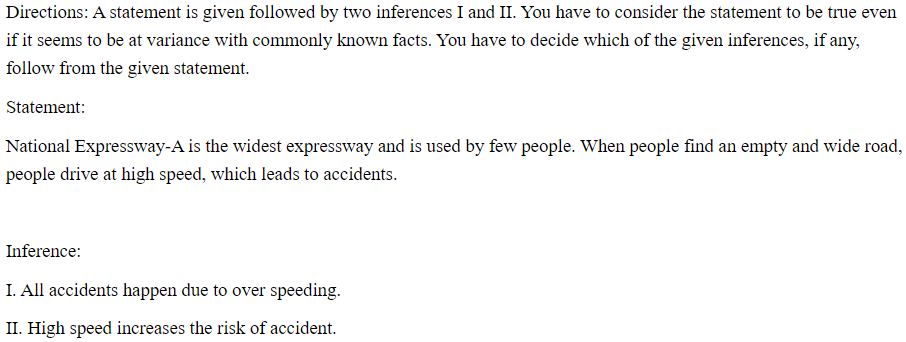 Directions: A statement is given followed by two inferences I and II. You have to consider the statement to be true even
if it seems to be at variance with commonly known facts. You have to decide which of the given inferences, if any,
follow from the given statement.
Statement:
National Expressway-A is the widest expressway and is used by few people. When people find an empty and wide road,
people drive at high speed, which leads to accidents.
Inference:
I. All accidents happen due to over speeding.
II. High speed increases the risk of accident.